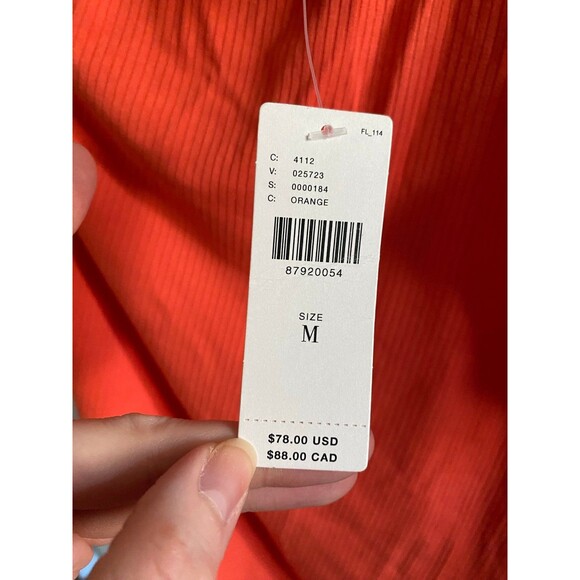 FL_114
C: 4112
V: 025723
S: 0000184
C: ORANGE
87920054
SIZE
M
$78.00 USD
$88.00 CAD